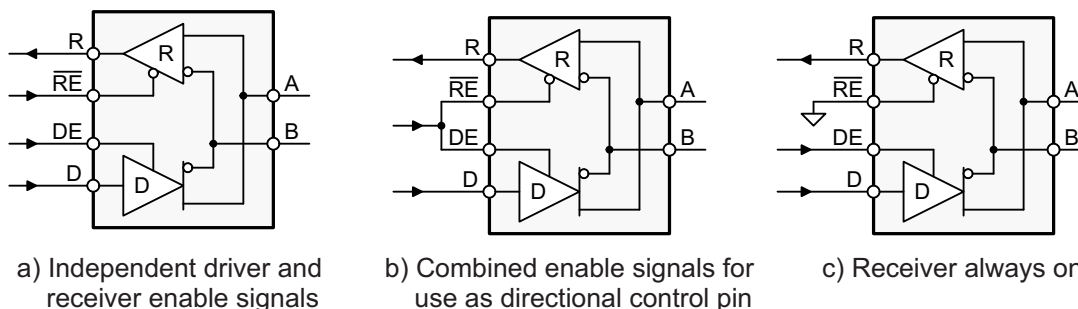 R
RE
DE
D
R
D
A
B
a) Independent driver and
receiver enable signals
R
RE
DE
D
R
D
A
B
b) Combined enable signals for
use as directional control pin
R
RE
DE
D
R
D
A
B
c) Receiver always on